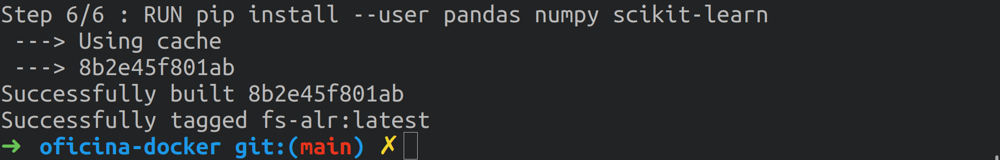 Step 6/6 : RUN pip install --user pandas numpy scikit-learn
 ---> Using cache
 ---> 8b2e45f801ab
Successfully built 8b2e45f801ab
Successfully tagged fs-alr:latest
➜  oficina-docker git:(main) ✗